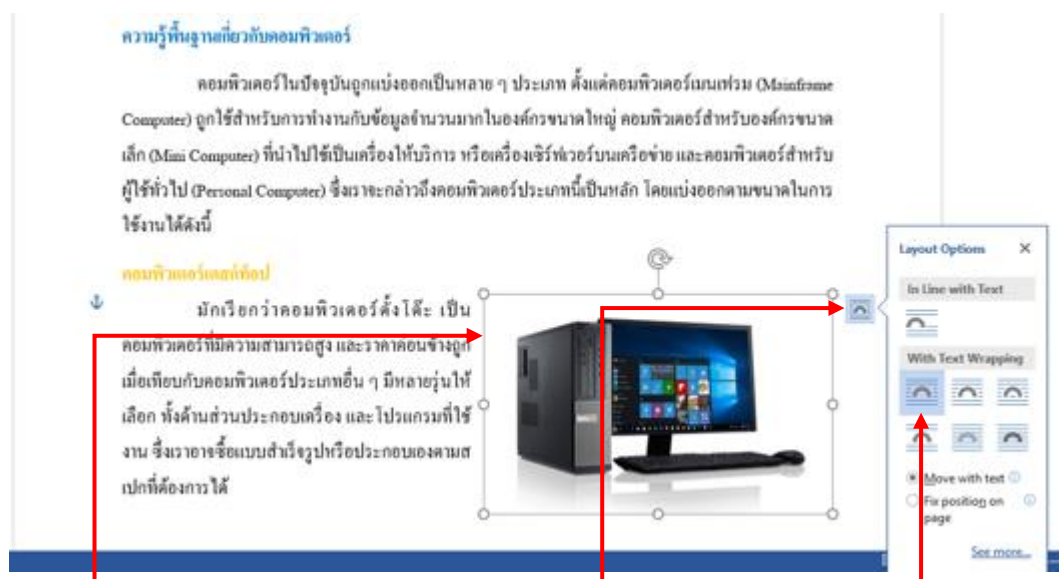 ความรู้พื้นฐานเกี่ยวกับคอมพิวเตอร์
คอมพิวเตอร์ในปัจจุบันถูกแบ่งออกเป็นหลาย ๆ ประเภท ตั้งแต่คอมพิวเตอร์เมนเฟรม (Mainframe
Computer) ถูกใช้สำหรับการทำงานกับข้อมูลจำนวนมากในองค์กรขนาดใหญ่ คอมพิวเตอร์สำหรับองค์กรขนาด
เล็ก (Mini Computer) ที่นำไปใช้เป็นเครื่องให้บริการ หรือเครื่องเซิร์ฟเวอร์บนเครือข่าย และคอมพิวเตอร์สำหรับ
ผู้ใช้ทั่วไป (Personal Computer) ซึ่งเราจะกล่าวถึงคอมพิวเตอร์ประเภทนี้เป็นหลัก โดยแบ่งออกตามขนาดในการ
ใช้งานได้ดังนี้
คอมพิวเตอร์เดสก์ท็อป
มักเรียกว่าคอมพิวเตอร์ตั้งโต๊ะ เป็น
คอมพิวเตอร์ที่มีความสามารถสูง และราคาค่อนข้างถูก
เมื่อเทียบกับคอมพิวเตอร์ประเภทอื่น ๆ มีหลายรุ่นให้
เลือก ทั้งด้านส่วนประกอบเครื่อง และโปรแกรมที่ใช้
งาน ซึ่งเราอาจซื้อแบบสำเร็จรูปหรือประกอบเองตามส
เปกที่ต้องการได้
Layout Options
In Line with Text
With Text Wrapping
Move with text
Fix position on
page
See more...